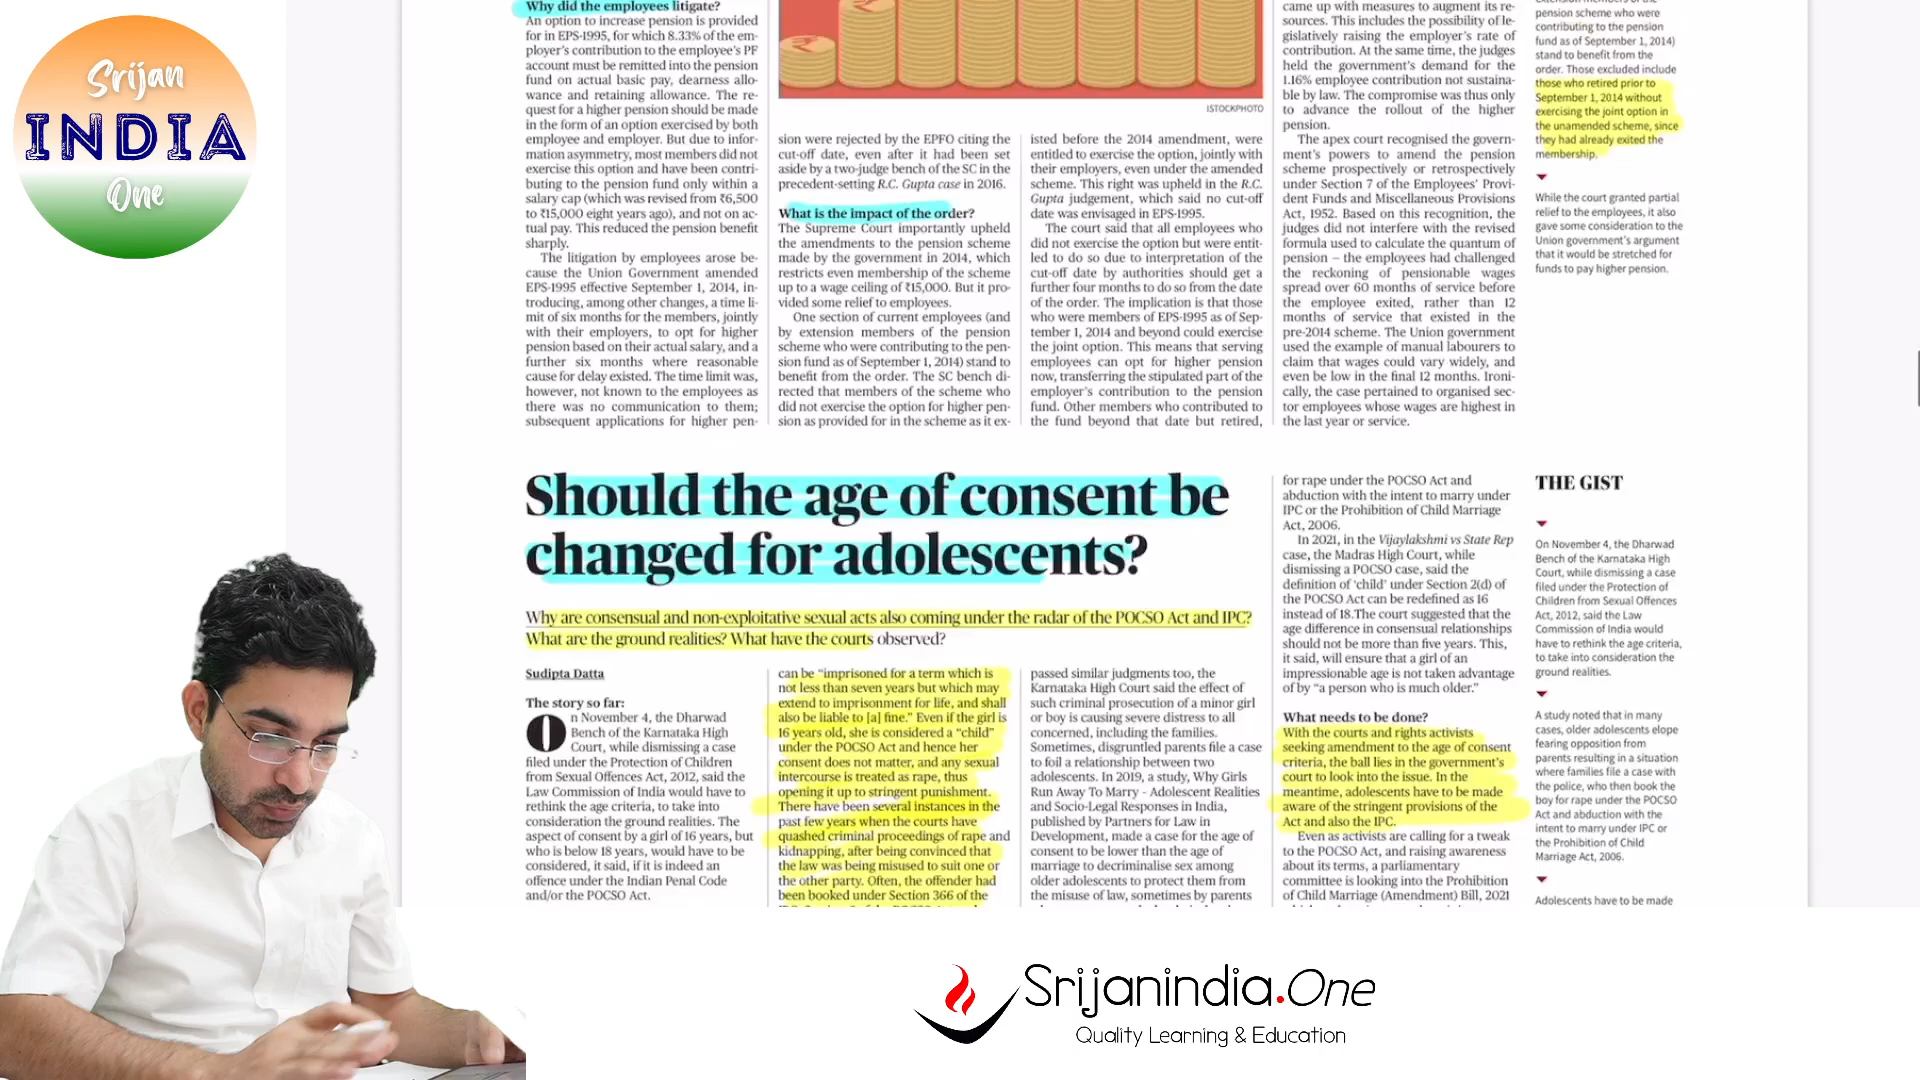 Srijan
INDIA
One
Why did the employees litigate?
An option to increase pension is provided
for in EPS-1995, for which 8.33% of the em-
ployer's contribution to the employee's PF
account must be remitted into the pension
fund on actual basic pay, dearness allo-
wance and retaining allowance. The re-
quest for a higher pension should be made
in the form of an option exercised by both
employee and employer. But due to infor-
mation asymmetry, most members did not
exercise this option and have been contri-
buting to the pension fund only within a
salary cap (which was revised from ₹6,500
to ₹15,000 eight years ago), and not on ac-
tual pay. This reduced the pension benefit
sharply.
The litigation by employees arose be-
cause the Union Government amended
EPS-1995 effective September 1, 2014, in-
troducing, among other changes, a time li-
mit of six months for the members, jointly
with their employers, to opt for higher
pension based on their actual salary, and a
further six months where reasonable
cause for delay existed. The time limit was,
however, not known to the employees as
there was no communication to them;
subsequent applications for higher pen-
ISTOCKPHOTO
sion were rejected by the EPFO citing the
cut-off date, even after it had been set
aside by a two-judge bench of the SC in the
precedent-setting R.C. Gupta case in 2016.
What is the impact of the order?
The Supreme Court importantly upheld
the amendments to the pension scheme
made by the government in 2014, which
restricts even membership of the scheme
up to a wage ceiling of ₹15,000. But it pro-
vided some relief to employees.
One section of current employees (and
by extension members of the pension
scheme who were contributing to the pen-
sion fund as of September 1, 2014) stand to
benefit from the order. The SC bench di-
rected that members of the scheme who
did not exercise the option for higher pen-
sion as provided for in the scheme as it ex-
isted before the 2014 amendment, were
entitled to exercise the option, jointly with
their employers, even under the amended
scheme. This right was upheld in the R.C.
Gupta judgement, which said no cut-off
date was envisaged in EPS-1995.
The court said that all employees who
did not exercise the option but were entit-
led to do so due to interpretation of the
cut-off date by authorities should get a
further four months to do so from the date
of the order. The implication is that those
who were members of EPS-1995 as of Sep-
tember 1, 2014 and beyond could exercise
the joint option. This means that serving
employees can opt for higher pension
now, transferring the stipulated part of the
employer's contribution to the pension
fund. Other members who contributed to
the fund beyond that date but retired,
came up with measures to augment its re-
sources. This includes the possibility of le-
gislatively raising the employer's rate of
contribution. At the same time, the judges
held the government's demand for the
1.16% employee contribution not sustaina-
ble by law. The compromise was thus only
to advance the rollout of the higher
pension.
The apex court recognised the govern-
ment's powers to amend the pension
scheme prospectively or retrospectively
under Section 7 of the Employees' Provi-
dent Funds and Miscellaneous Provisions
Act, 1952. Based on this recognition, the
judges did not interfere with the revised
formula used to calculate the quantum of
pension – the employees had challenged
the reckoning of pensionable wages
spread over 60 months of service before
the employee exited, rather than 12
months of service that existed in the
pre-2014 scheme. The Union government
used the example of manual labourers to
claim that wages could vary widely, and
even be low in the final 12 months. Ironi-
cally, the case pertained to organised sec-
tor employees whose wages are highest in
the last year or service.
pension scheme who were
contributing to the pension
fund as of September 1, 2014)
stand to benefit from the
order. Those excluded include
those who retired prior to
September 1, 2014 without
exercising the joint option in
the unamended scheme, since
they had already exited the
membership.
While the court granted partial
relief to the employees, it also
gave some consideration to the
Union government's argument
that it would be stretched for
funds to pay higher pension.
Should the age of consent be
changed for adolescents?
Why are consensual and non-exploitative sexual acts also coming under the radar of the POCSO Act and IPC?
What are the ground realities? What have the courts observed?
Sudipta Datta
The story so far:
On November 4, the Dharwad
Bench of the Karnataka High
Court, while dismissing a case
filed under the Protection of Children
from Sexual Offences Act, 2012, said the
Law Commission of India would have to
rethink the age criteria, to take into
consideration the ground realities. The
aspect of consent by a girl of 16 years, but
who is below 18 years, would have to be
considered, it said, if it is indeed an
offence under the Indian Penal Code
and/or the POCSO Act.
can be “imprisoned for a term which is
not less than seven years but which may
extend to imprisonment for life, and shall
also be liable to [a] fine.” Even if the girl is
16 years old, she is considered a “child”
under the POCSO Act and hence her
consent does not matter, and any sexual
intercourse is treated as rape, thus
opening it up to stringent punishment.
There have been several instances in the
past few years when the courts have
quashed criminal proceedings of rape and
kidnapping, after being convinced that
the law was being misused to suit one or
the other party. Often, the offender had
been booked under Section 366 of the
passed similar judgments too, the
Karnataka High Court said the effect of
such criminal prosecution of a minor girl
or boy is causing severe distress to all
concerned, including the families.
Sometimes, disgruntled parents file a case
to foil a relationship between two
adolescents. In 2019, a study, Why Girls
Run Away To Marry - Adolescent Realities
and Socio-Legal Responses in India,
published by Partners for Law in
Development, made a case for the age of
consent to be lower than the age of
marriage to decriminalise sex among
older adolescents to protect them from
the misuse of law, sometimes by parents
for rape under the POCSO Act and
abduction with the intent to marry under
IPC or the Prohibition of Child Marriage
Act, 2006.
In 2021, in the Vijaylakshmi vs State Rep
case, the Madras High Court, while
dismissing a POCSO case, said the
definition of ‘child’ under Section 2(d) of
the POCSO Act can be redefined as 16
instead of 18.The court suggested that the
age difference in consensual relationships
should not be more than five years. This,
it said, will ensure that a girl of an
impressionable age is not taken advantage
of by “a person who is much older.”
What needs to be done?
With the courts and rights activists
seeking amendment to the age of consent
criteria, the ball lies in the government's
court to look into the issue. In the
meantime, adolescents have to be made
aware of the stringent provisions of the
Act and also the IPC.
Even as activists are calling for a tweak
to the POCSO Act, and raising awareness
about its terms, a parliamentary
committee is looking into the Prohibition
of Child Marriage (Amendment) Bill, 2021
THE GIST
On November 4, the Dharwad
Bench of the Karnataka High
Court, while dismissing a case
filed under the Protection of
Children from Sexual Offences
Act, 2012, said the Law
Commission of India would
have to rethink the age criteria,
to take into consideration the
ground realities.
A study noted that in many
cases, older adolescents elope
fearing opposition from
parents resulting in a situation
where families file a case with
the police, who then book the
boy for rape under the POCSO
Act and abduction with the
intent to marry under IPC or
the Prohibition of Child
Marriage Act, 2006.
Adolescents have to be made
Srijanindia.One
Quality Learning & Education